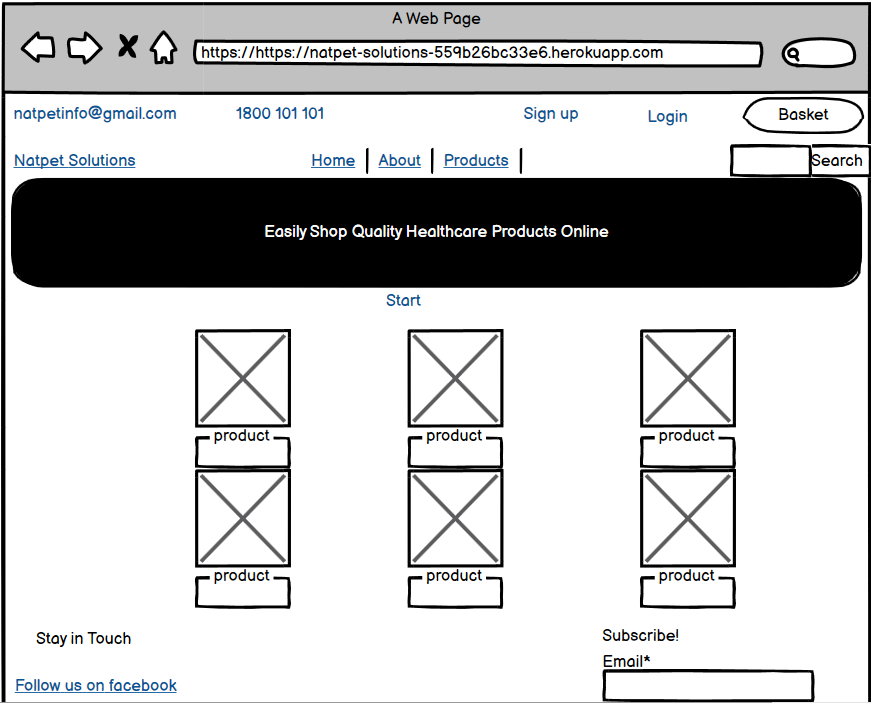 A Web Page
https://https://natpet-solutions-559b26bc33e6.herokuapp.com
natpetinfo@gmail.com 1800 101 101 Sign up Login Basket
Natpet Solutions Home About Products Search
Easily Shop Quality Healthcare Products Online
Start
product product product
product product product
Stay in Touch Subscribe!
Email*
Follow us on facebook